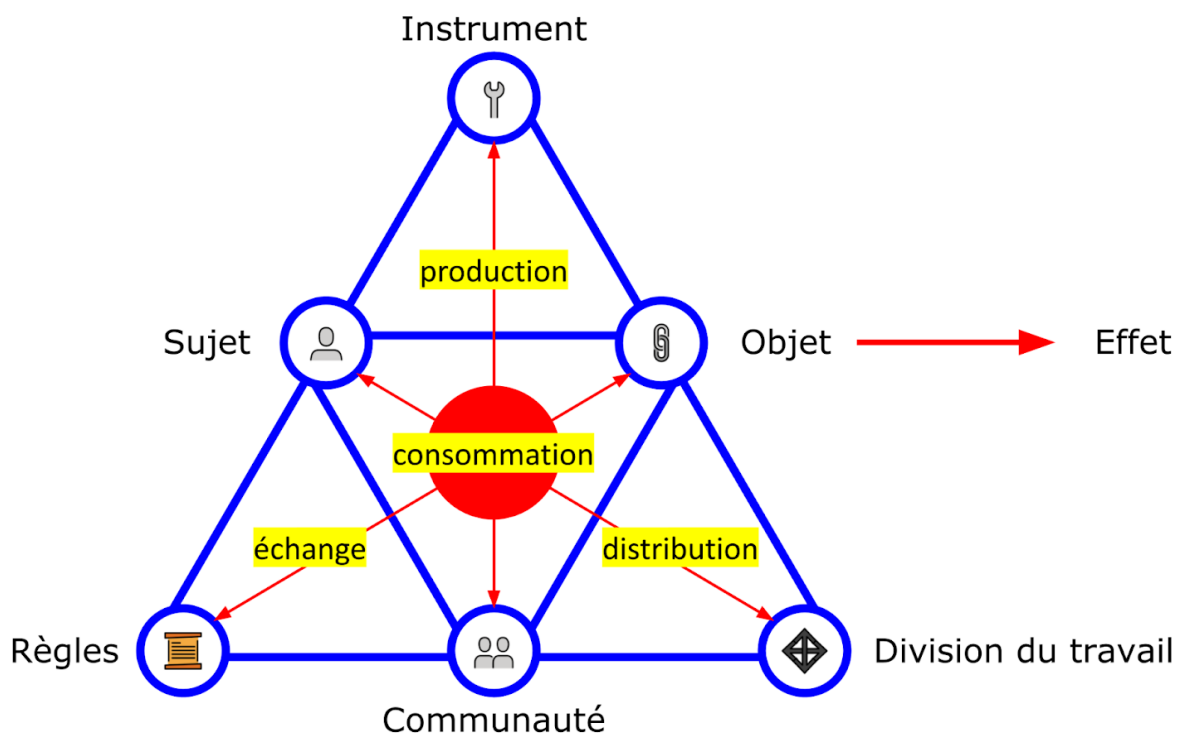 Instrument
production
Sujet
Objet
Effet
consommation
échange
distribution
Règles
Division du travail
Communauté